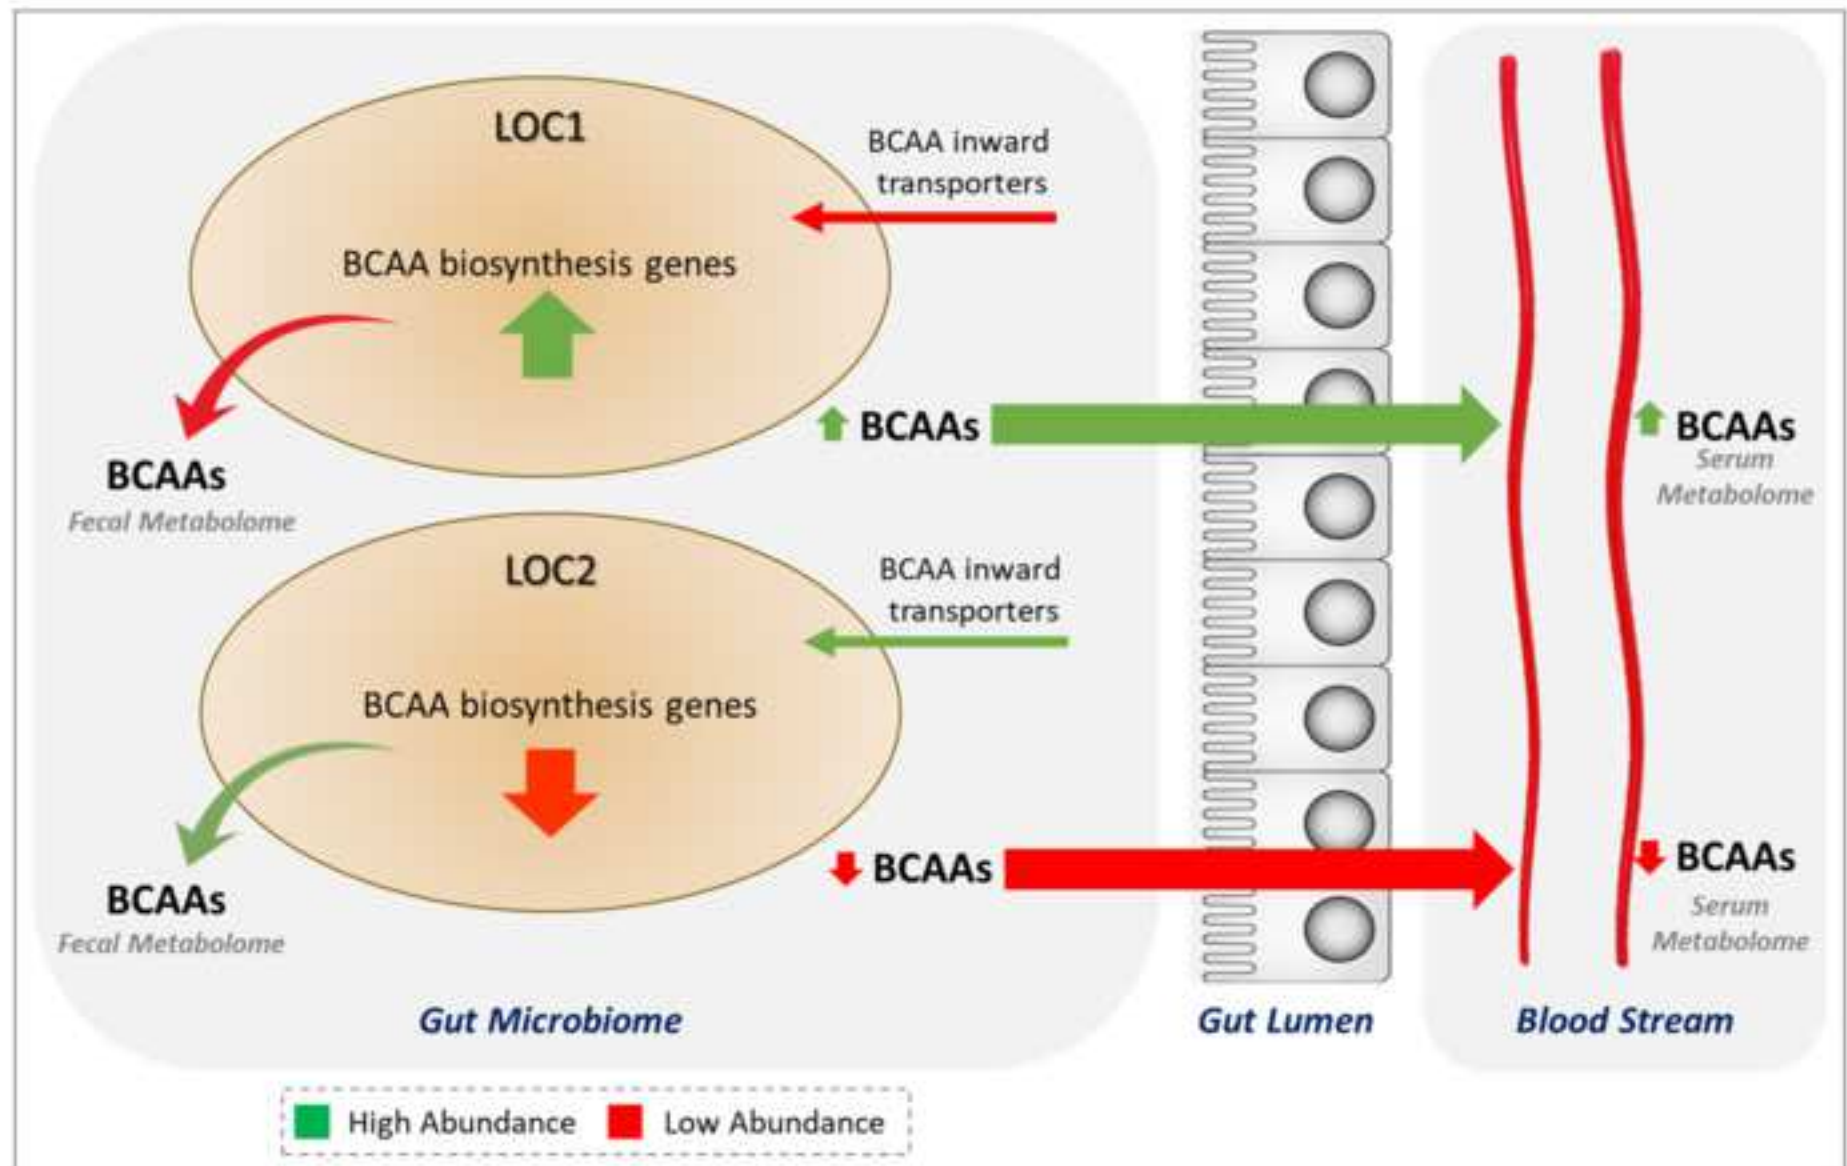 LOC1
BCAA inward
transporters
BCAA biosynthesis genes
BCAAs
BCAAs
Serum
Metabolome
BCAAs
Fecal Metabolome
LOC2
BCAA inward
transporters
BCAA biosynthesis genes
BCAAs
BCAAs
Serum
Metabolome
BCAAs
Fecal Metabolome
Gut Microbiome
Gut Lumen
Blood Stream
High Abundance
Low Abundance